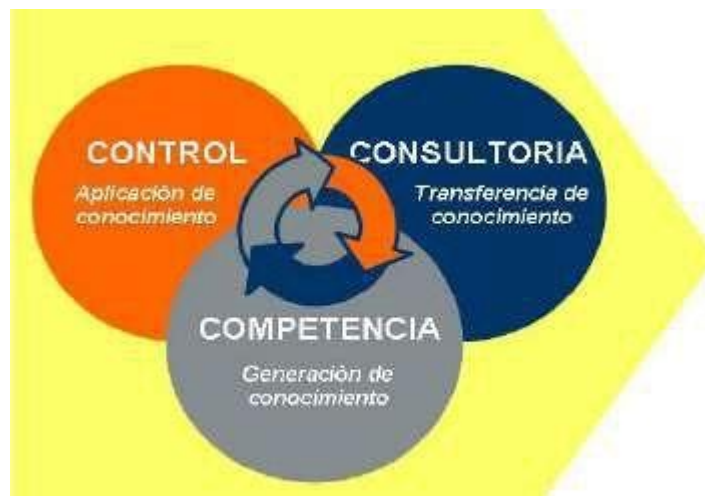 CONTROL
Aplicación de
conocimiento
CONSULTORIA
Transferencia de
conocimiento
COMPETENCIA
Generación de
conocimiento